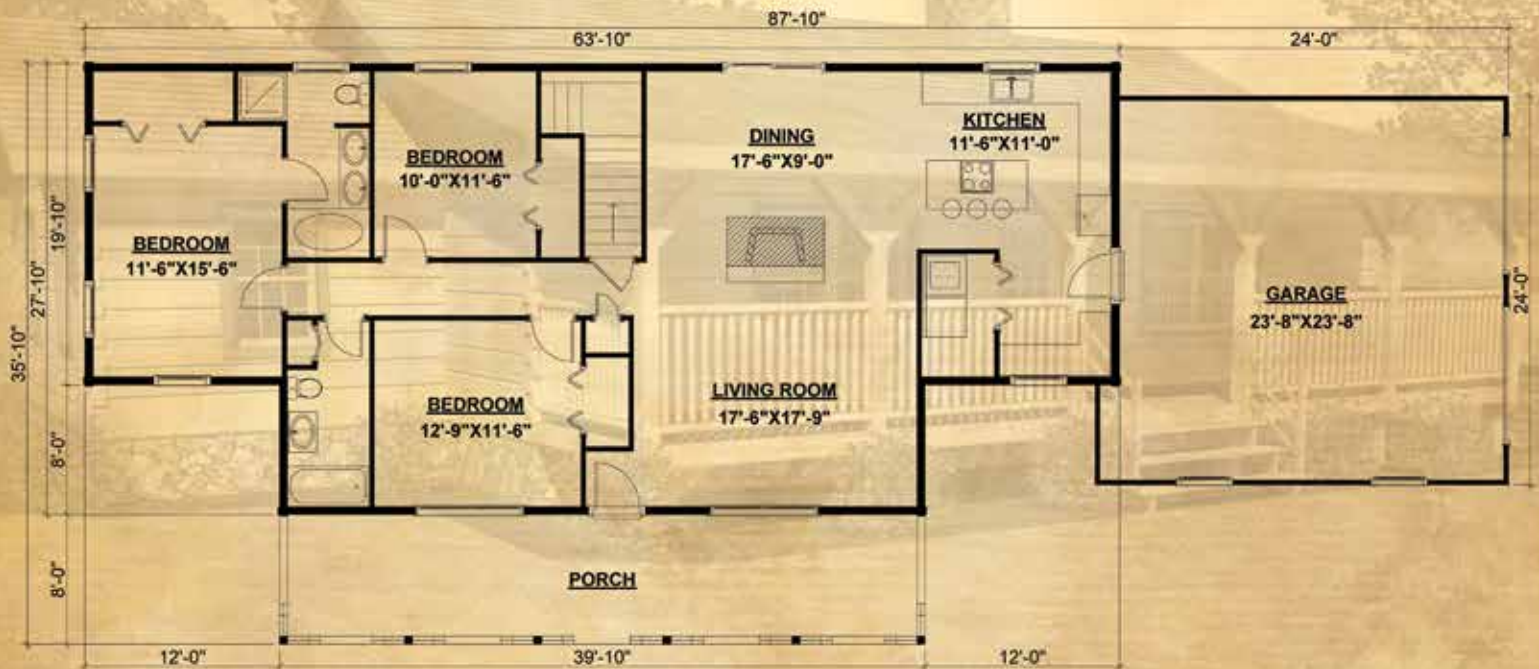 87'-10"
63'-10"
24'-0"
35'-10"
27'-10"
19'-10"
8'-0"
8'-0"
BEDROOM
11'-6"X15'-6"
BEDROOM
10'-0"X11'-6"
DINING
17'-6"X9'-0"
KITCHEN
11'-6"X11'-0"
GARAGE
23'-8"X23'-8"
24'-0"
BEDROOM
12'-9"X11'-6"
LIVING ROOM
17'-6"X17'-9"
PORCH
12'-0"
39'-10"
12'-0"